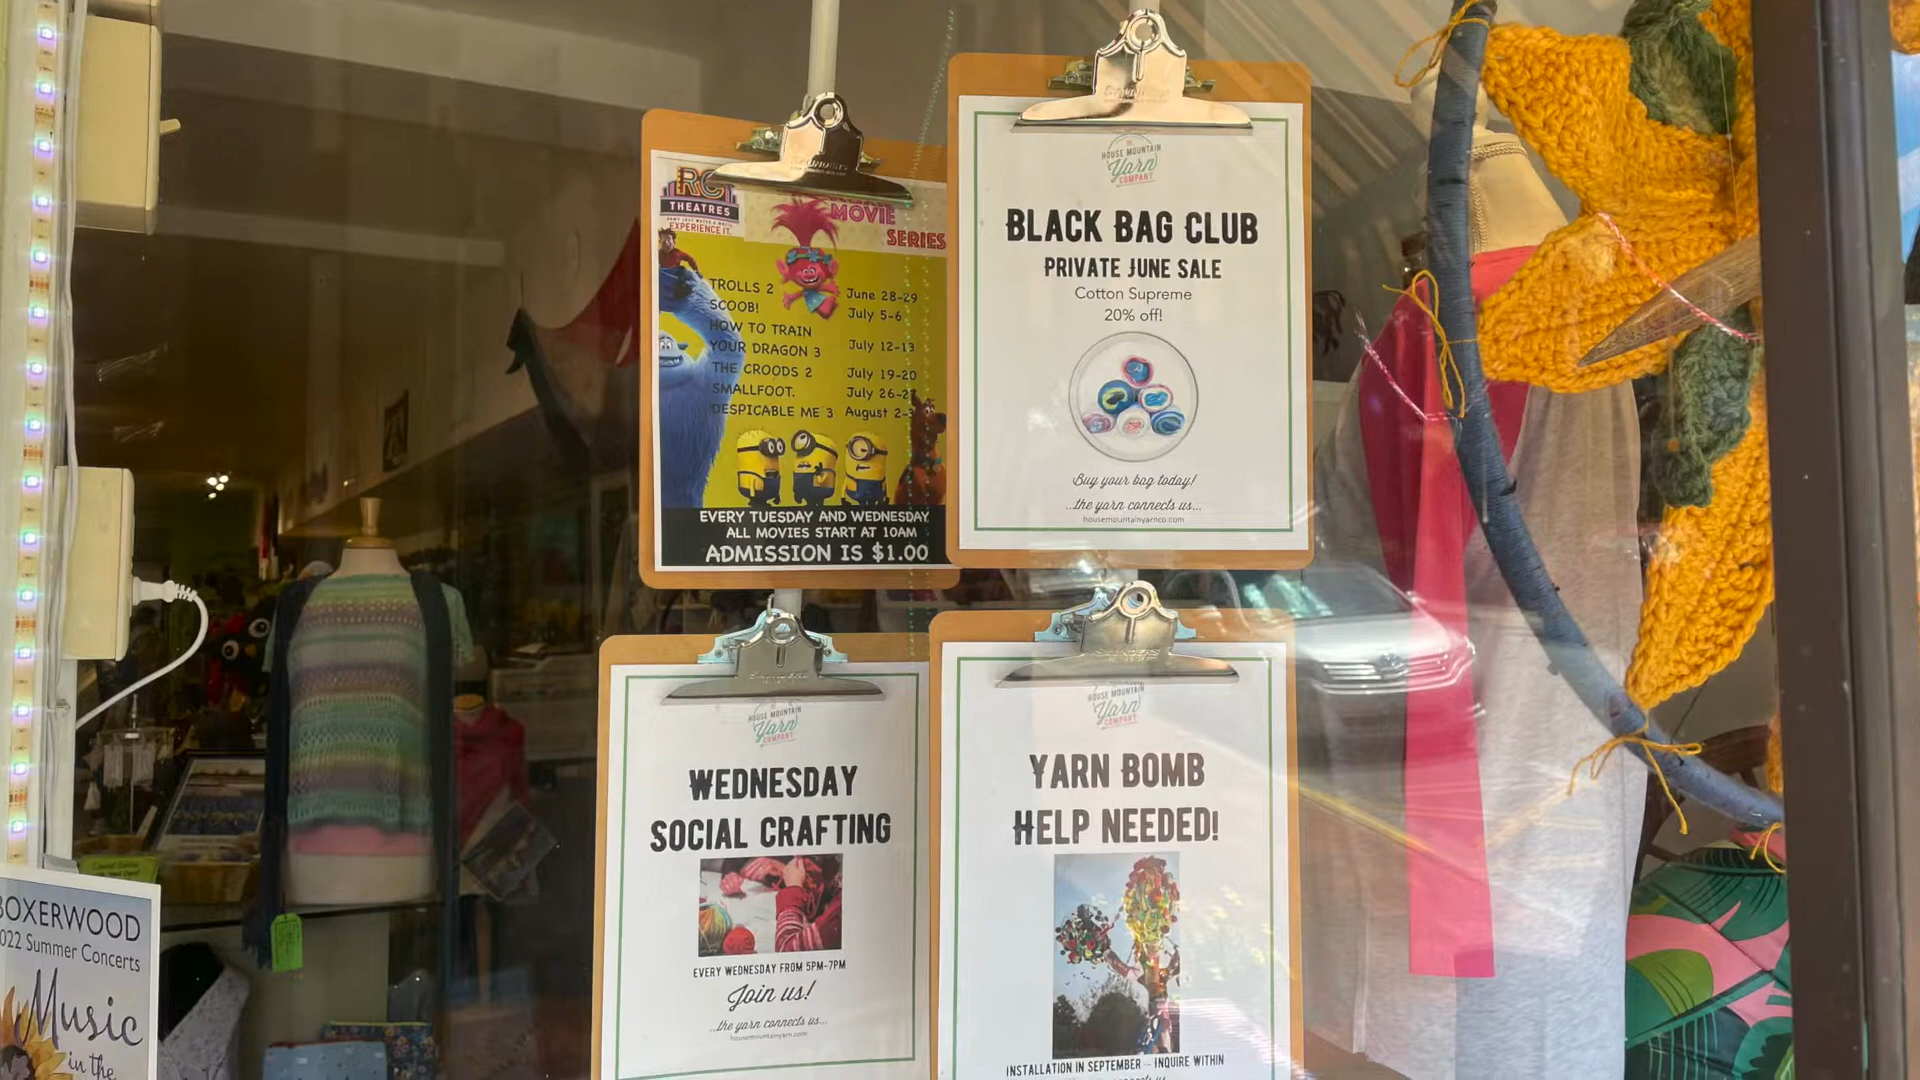 RC
THEATRES
EXPERIENCE IT.
MOVIE
SERIES
TROLLS 2 June 28-29
SCOOB! July 5-6
HOW TO TRAIN
YOUR DRAGON 3 July 12-13
THE CROODS 2 July 19-20
SMALLFOOT. July 26-27
DESPICABLE ME 3 August 2-3
EVERY TUESDAY AND WEDNESDAY
ALL MOVIES START AT 10AM
ADMISSION IS $1.00
HOUSE MOUNTAIN
Yarn
COMPANY
BLACK BAG CLUB
PRIVATE JUNE SALE
Cotton Supreme
20% off!
Buy your bag today!
...the yarn connects us...
housemountainyarnco.com
HOUSE MOUNTAIN
Yarn
COMPANY
WEDNESDAY
SOCIAL CRAFTING
EVERY WEDNESDAY FROM 5PM-7PM
Join us!
...the yarn connects us...
housemountainyarn.com
HOUSE MOUNTAIN
Yarn
COMPANY
YARN BOMB
HELP NEEDED!
INSTALLATION IN SEPTEMBER - INQUIRE WITHIN
BOXERWOOD
022 Summer Concerts
Music
in the